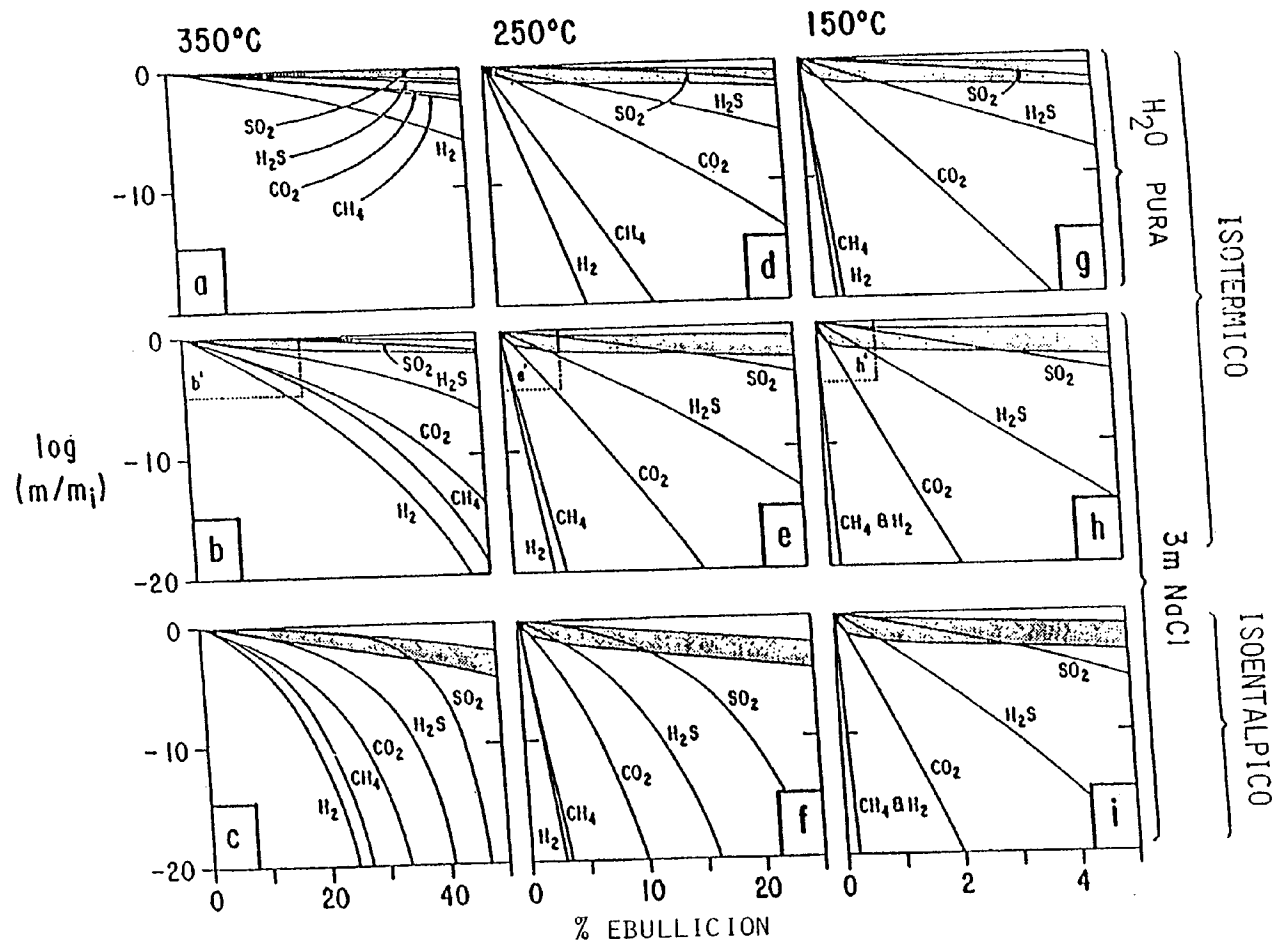 350°C
250°C
150°C
0
-10
SO₂
H₂S
CO₂
CH₄
H₂
a
SO₂
H₂S
CO₂
CH₄
H₂
d
SO₂
H₂S
CO₂
CH₄
H₂
g
H₂O PURA
ISOTERMICO
log
(m/mᵢ)
0
-10
-20
b'
SO₂
H₂S
CO₂
CH₄
H₂
b
e'
SO₂
H₂S
CO₂
CH₄
H₂
e
h'
SO₂
H₂S
CO₂
CH₄ & H₂
h
3m NaCl
0
-10
-20
SO₂
H₂S
CO₂
CH₄
H₂
c
SO₂
H₂S
CO₂
CH₄
H₂
f
SO₂
H₂S
CO₂
CH₄ & H₂
i
ISOENTALPICO
0 20 40
0 10 20
0 2 4
% EBULLICION